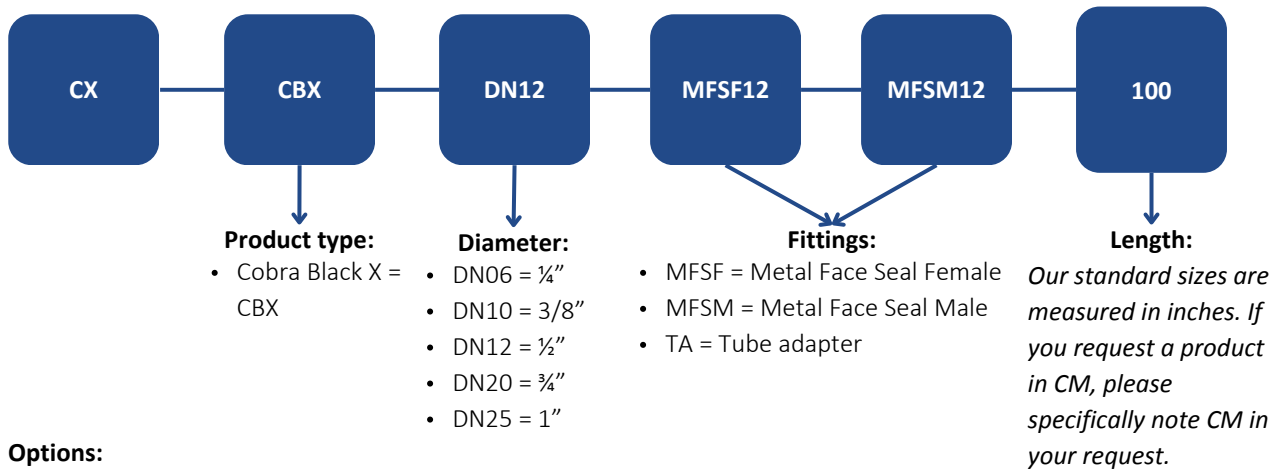 CX
CBX
DN12
MFSF12
MFSM12
100
Product type:
• Cobra Black X =
CBX
Diameter:
• DN06 = ¼”
• DN10 = 3/8”
• DN12 = ½”
• DN20 = ¾”
• DN25 = 1”
Fittings:
• MFSF = Metal Face Seal Female
• MFSM = Metal Face Seal Male
• TA = Tube adapter
Length:
Our standard sizes are
measured in inches. If
you request a product
in CM, please
specifically note CM in
your request.
Options: